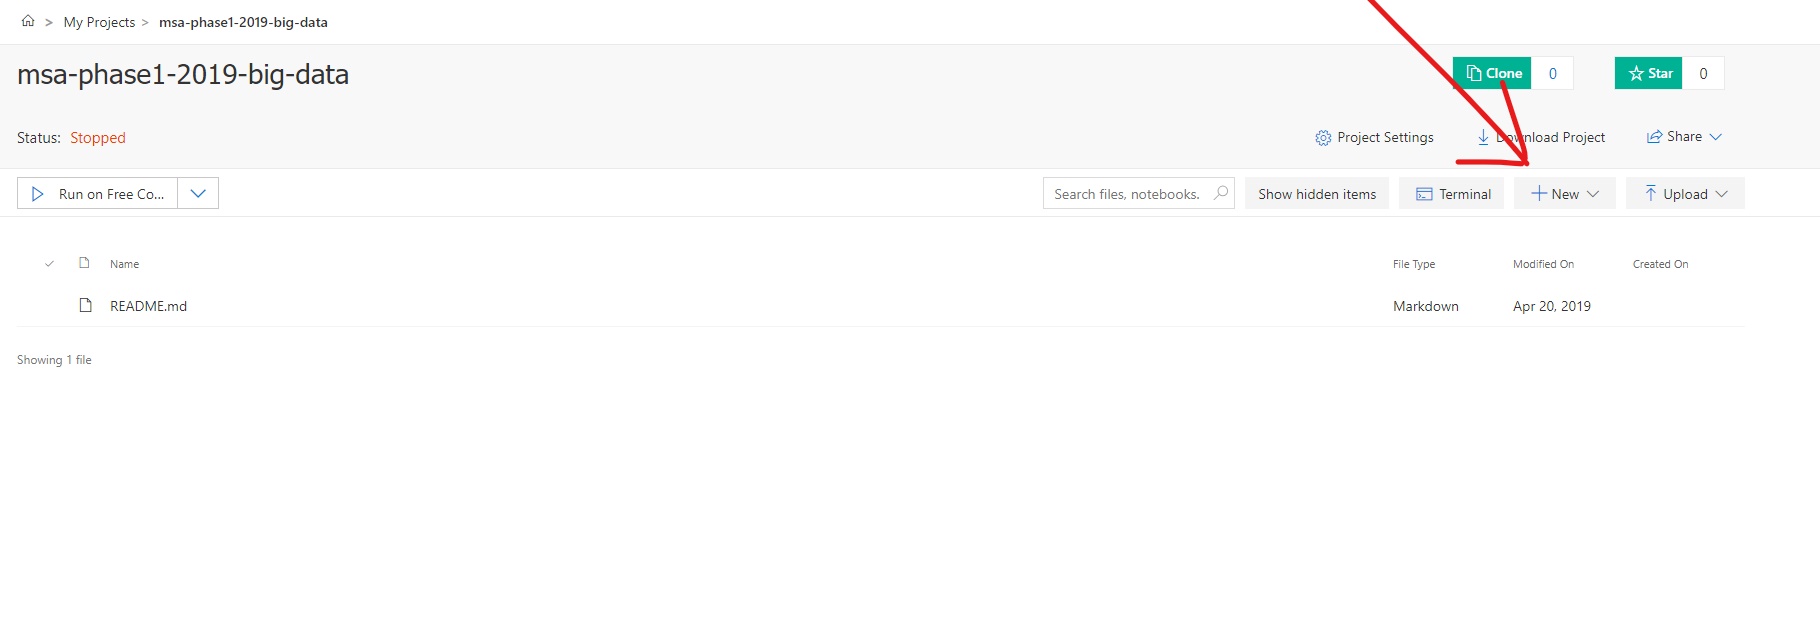 > My Projects > msa-phase1-2019-big-data
msa-phase1-2019-big-data
Clone 0 Star 0
Status: Stopped
Project Settings Download Project Share
Run on Free Co... Search files, notebooks. Show hidden items Terminal New Upload
Name File Type Modified On Created On
README.md Markdown Apr 20, 2019
Showing 1 file